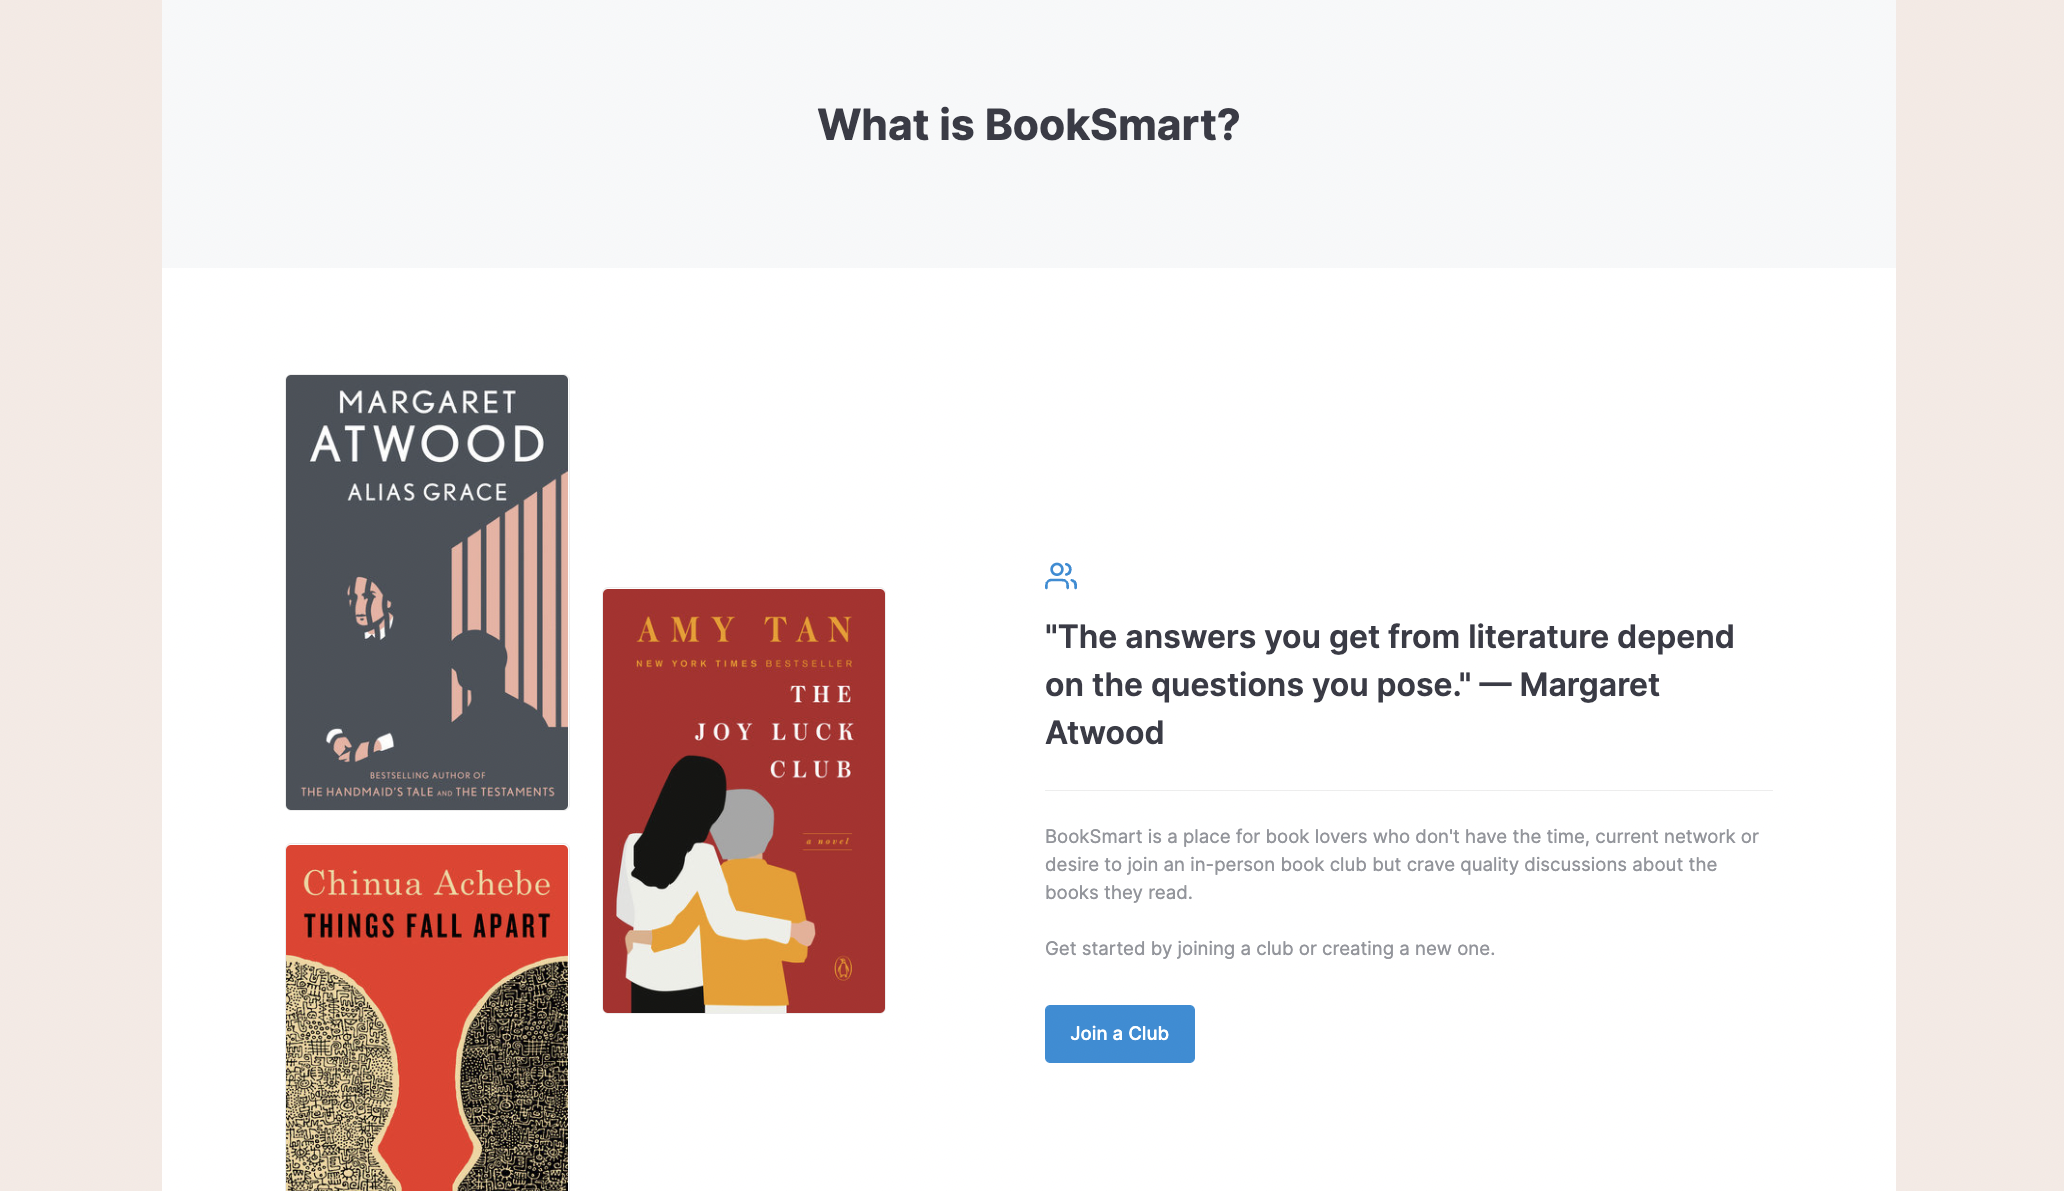 What is BookSmart?
MARGARET
ATWOOD
ALIAS GRACE
BESTSELLING AUTHOR OF
THE HANDMAID'S TALE AND THE TESTAMENTS
Chinua Achebe
THINGS FALL APART
AMY TAN
NEW YORK TIMES BESTSELLER
THE
JOY LUCK
CLUB
a novel
"The answers you get from literature depend
on the questions you pose." — Margaret
Atwood
BookSmart is a place for book lovers who don't have the time, current network or
desire to join an in-person book club but crave quality discussions about the
books they read.
Get started by joining a club or creating a new one.
Join a Club